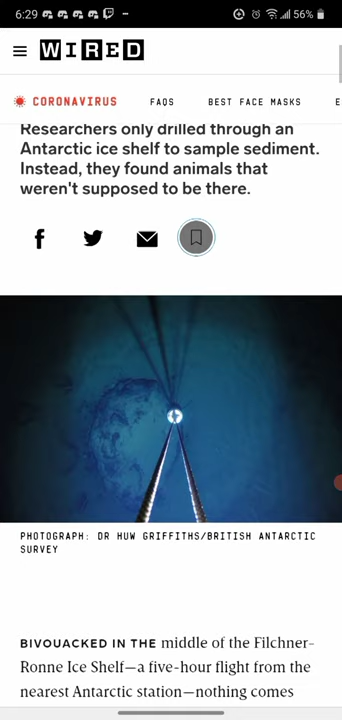 6:29 56%
WIRED
CORONAVIRUS FAQS BEST FACE MASKS E
Researchers only drilled through an
Antarctic ice shelf to sample sediment.
Instead, they found animals that
weren't supposed to be there.
PHOTOGRAPH: DR HUW GRIFFITHS/BRITISH ANTARCTIC
SURVEY
BIVOUACKED IN THE middle of the Filchner-
Ronne Ice Shelf—a five-hour flight from the
nearest Antarctic station—nothing comes